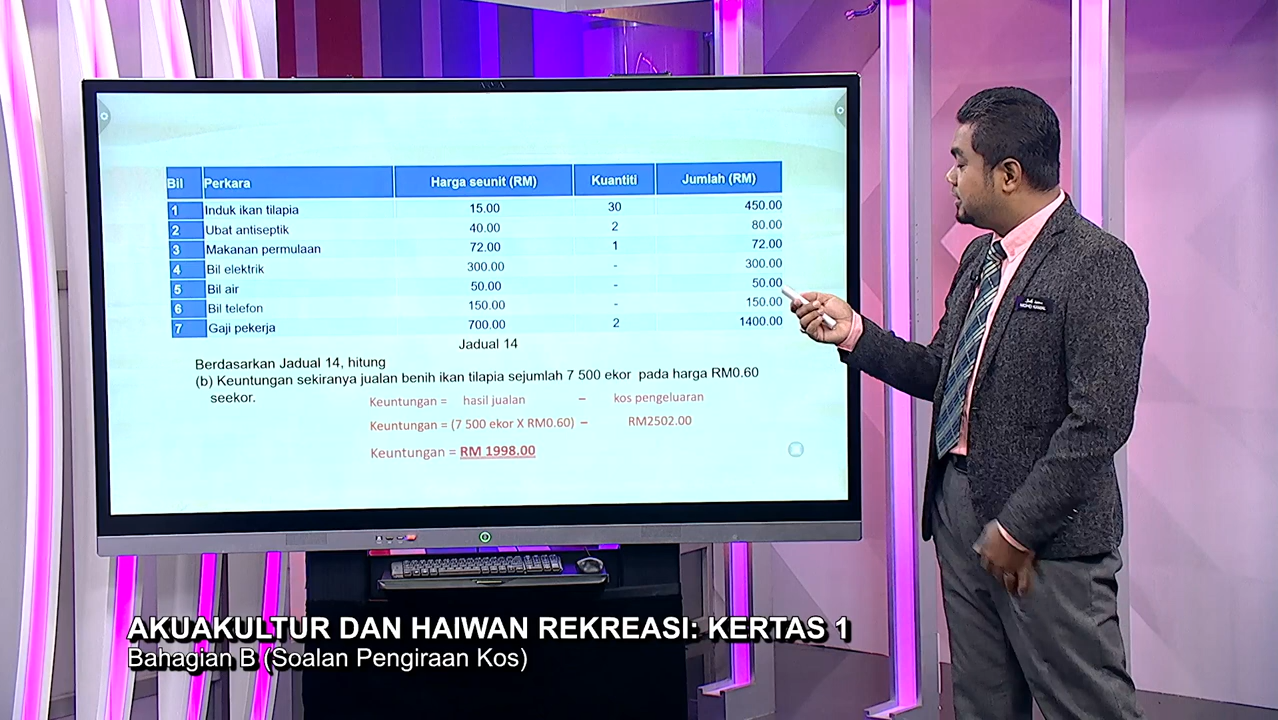 Bil Perkara Harga seunit (RM) Kuantiti Jumlah (RM)
1 Induk ikan tilapia 15.00 30 450.00
2 Ubat antiseptik 40.00 2 80.00
3 Makanan permulaan 72.00 1 72.00
4 Bil elektrik 300.00 - 300.00
5 Bil air 50.00 - 50.00
6 Bil telefon 150.00 - 150.00
7 Gaji pekerja 700.00 2 1400.00
Jadual 14
Berdasarkan Jadual 14, hitung
(b) Keuntungan sekiranya jualan benih ikan tilapia sejumlah 7 500 ekor pada harga RM0.60
seekor.
Keuntungan = hasil jualan – kos pengeluaran
Keuntungan = (7 500 ekor X RM0.60) – RM2502.00
Keuntungan = RM 1998.00
AKUAKULTUR DAN HAIWAN REKREASI: KERTAS 1
Bahagian B (Soalan Pengiraan Kos)